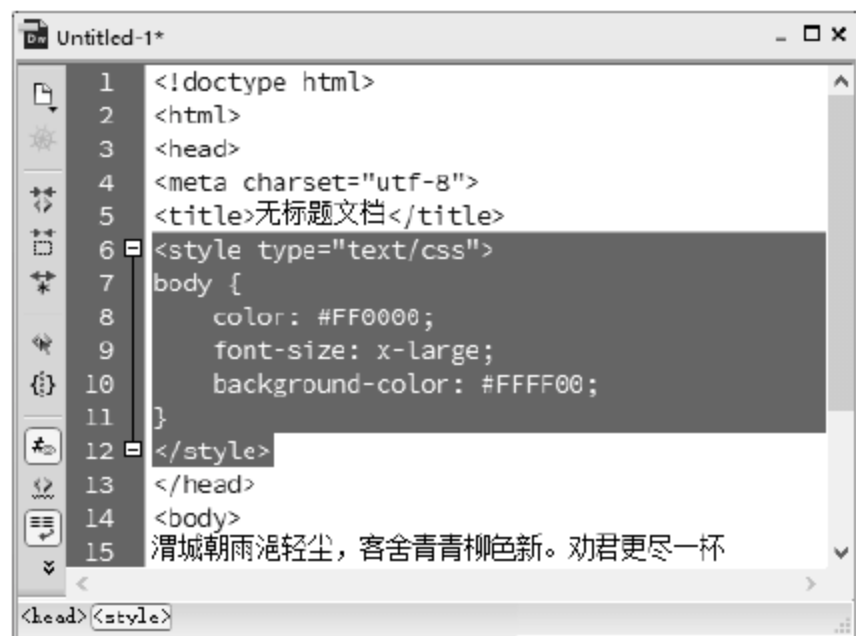 Dw Untitled-1*
1 <!doctype html>
2 <html>
3 <head>
4 <meta charset="utf-8">
5 <title>无标题文档</title>
6 <style type="text/css">
7 body {
8 color: #FF0000;
9 font-size: x-large;
10 background-color: #FFFF00;
11 }
12 </style>
13 </head>
14 <body>
15 渭城朝雨浥轻尘，客舍青青柳色新。劝君更尽一杯
<head> <style>